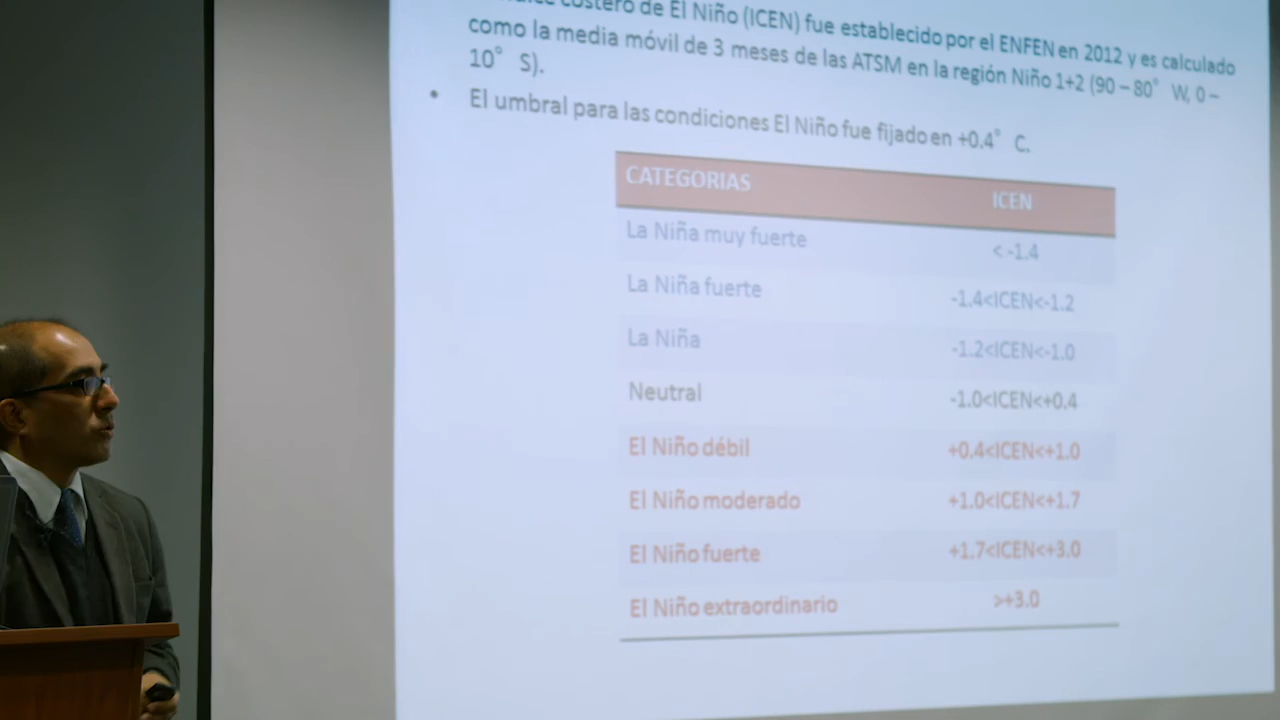 costero de El Niño (ICEN) fue establecido por el ENFEN en 2012 y es calculado
como la media móvil de 3 meses de las ATSM en la región Niño 1+2 (90 – 80° W, 0 –
10° S).
• El umbral para las condiciones El Niño fue fijado en +0.4° C.
CATEGORIAS ICEN
La Niña muy fuerte < -1.4
La Niña fuerte -1.4<ICEN<-1.2
La Niña -1.2<ICEN<-1.0
Neutral -1.0<ICEN<+0.4
El Niño débil +0.4<ICEN<+1.0
El Niño moderado +1.0<ICEN<+1.7
El Niño fuerte +1.7<ICEN<+3.0
El Niño extraordinario >+3.0